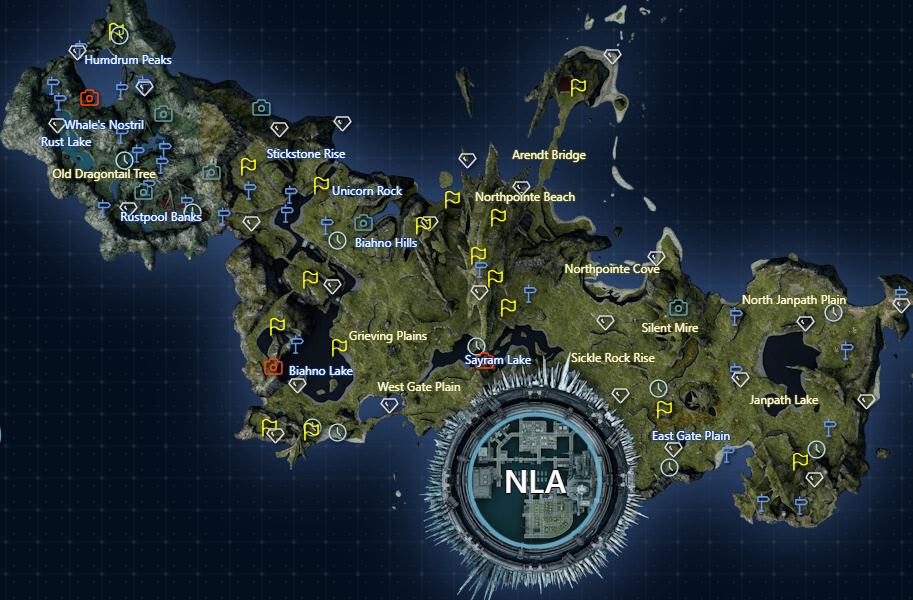 Humdrum Peaks
Whale's Nostril
Rust Lake
Stickstone Rise
Arendt Bridge
Old Dragontail Tree
Unicorn Rock
Northpointe Beach
Rustpool Banks
Biahno Hills
Northpointe Cove
North Janpath Plain
Silent Mire
Grieving Plains
Sayram Lake
Sickle Rock Rise
Biahno Lake
West Gate Plain
Janpath Lake
East Gate Plain
NLA